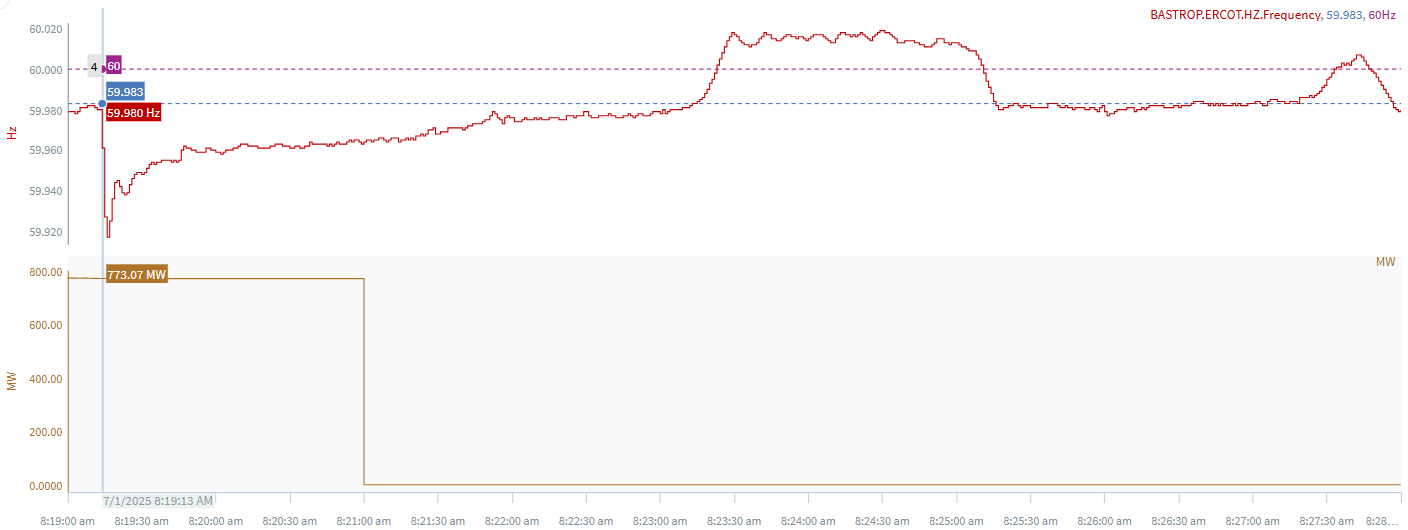 BASTROP.ERCOT.HZ.Frequency, 59.983, 60Hz
60.020
60.000
4
60
59.983
59.980
59.980 Hz
Hz
59.960
59.940
59.920
MW
800.00
773.07 MW
600.00
400.00
MW
200.00
0.0000
7/1/2025 8:19:13 AM
8:19:00 am 8:19:30 am 8:20:00 am 8:20:30 am 8:21:00 am 8:21:30 am 8:22:00 am 8:22:30 am 8:23:00 am 8:23:30 am 8:24:00 am 8:24:30 am 8:25:00 am 8:25:30 am 8:26:00 am 8:26:30 am 8:27:00 am 8:27:30 am 8:28...